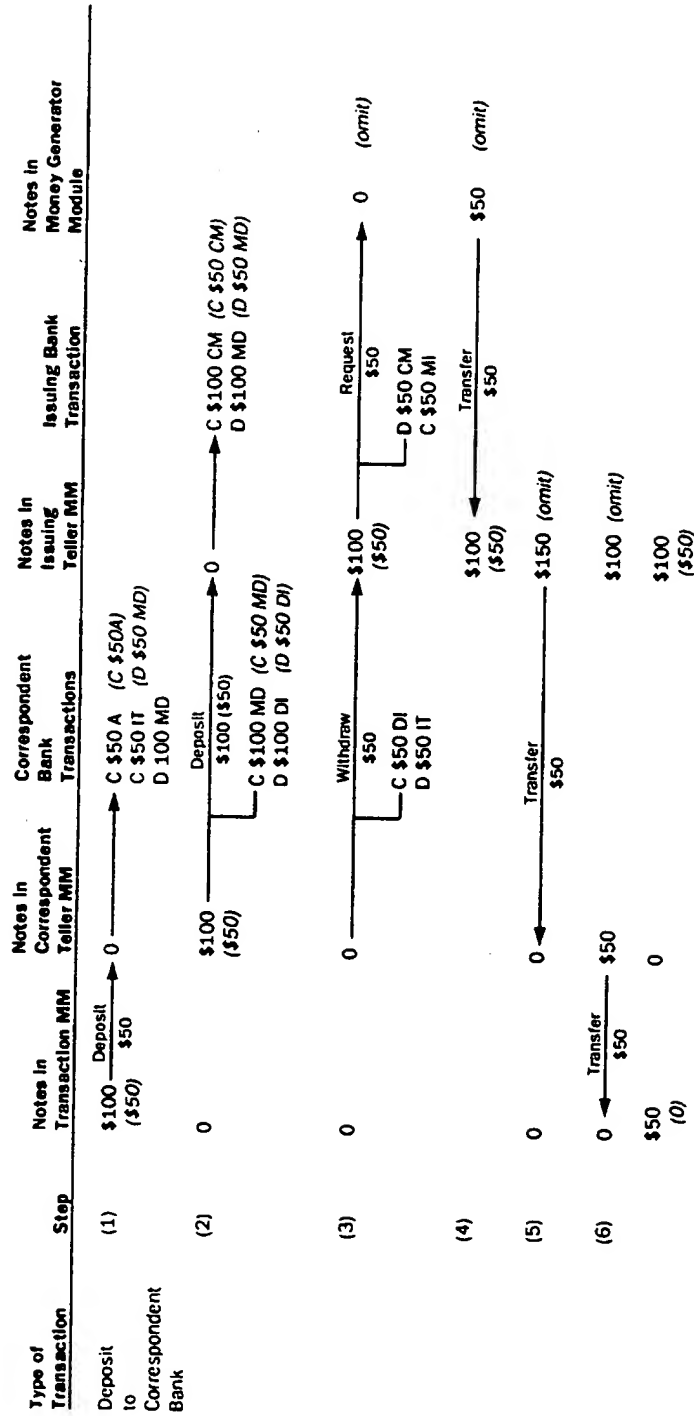 Type of
Transaction
Step
Notes In
Transaction MM
Notes In
Correspondent
Teller MM
Correspondent
Bank
Transactions
Notes In
Issuing
Teller MM
Issuing Bank
Transaction
Notes In
Money Generator
Module
Deposit
to
Correspondent
Bank
(1)
$100
($50)
Deposit
$50
0
C $50 A (C $50A)
C $50 IT (D $50 MD)
D 100 MD
(2)
0
$100
($50)
Deposit
$100 ($50)
C $100 MD (C $50 MD)
D $100 DI (D $50 DI)
0
C $100 CM (C $50 CM)
D $100 MD (D $50 MD)
(3)
0
0
Withdraw
$50
C $50 DI
D $50 IT
$100
($50)
Request
$50
D $50 CM
C $50 MI
0 (omit)
(4)
$100
($50)
Transfer
$50
$50 (omit)
(5)
0
0
Transfer
$50
$150 (omit)
(6)
0
Transfer
$50
$50
$100 (omit)
$50
(0)
0
$100
($50)